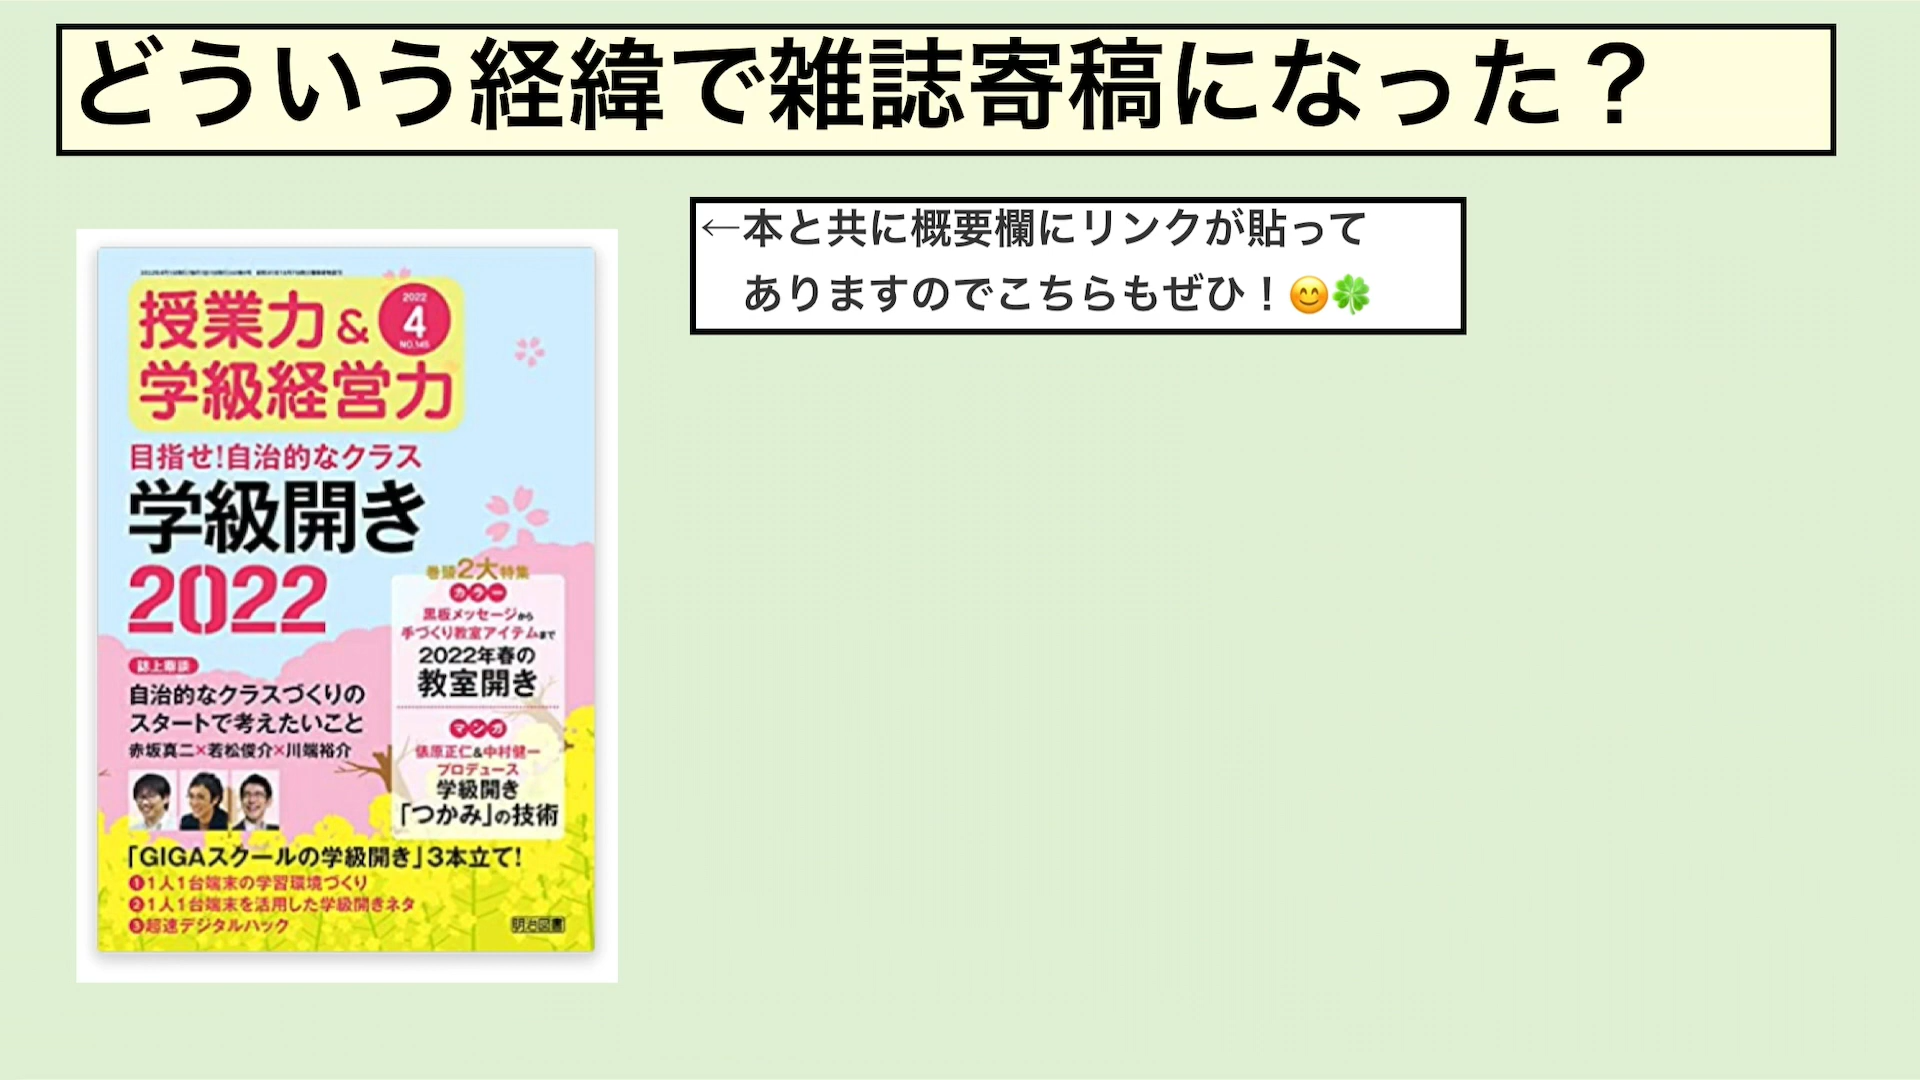 どういう経緯で雑誌寄稿になった？
←本と共に概要欄にリンクが貼って
ありますのでこちらもぜひ！😊🍀
授業力&
学級経営力
2022
4
NO.145
目指せ!自治的なクラス
学級開き
2022
巻頭2大特集
カラー
黒板メッセージから
手づくり教室アイテムまで
2022年春の
教室開き
マンガ
俵原正仁&中村健一
プロデュース
学級開き
「つかみ」の技術
誌上鼎談
自治的なクラスづくりの
スタートで考えたいこと
赤坂真二×若松俊介×川端裕介
「GIGAスクールの学級開き」3本立て!
❶1人1台端末の学習環境づくり
❷1人1台端末を活用した学級開きネタ
❸超速デジタルハック
明治図書